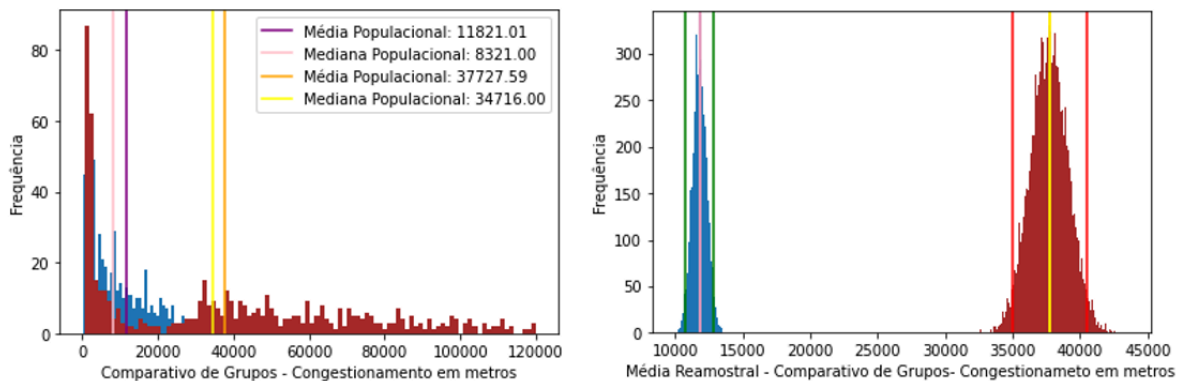 Média Populacional: 11821.01
Mediana Populacional: 8321.00
Média Populacional: 37727.59
Mediana Populacional: 34716.00
Frequência
80
60
40
20
0
0 20000 40000 60000 80000 100000 120000
Comparativo de Grupos - Congestionamento em metros
Frequência
300
250
200
150
100
50
0
10000 15000 20000 25000 30000 35000 40000 45000
Média Reamostral - Comparativo de Grupos- Congestiometo em metros